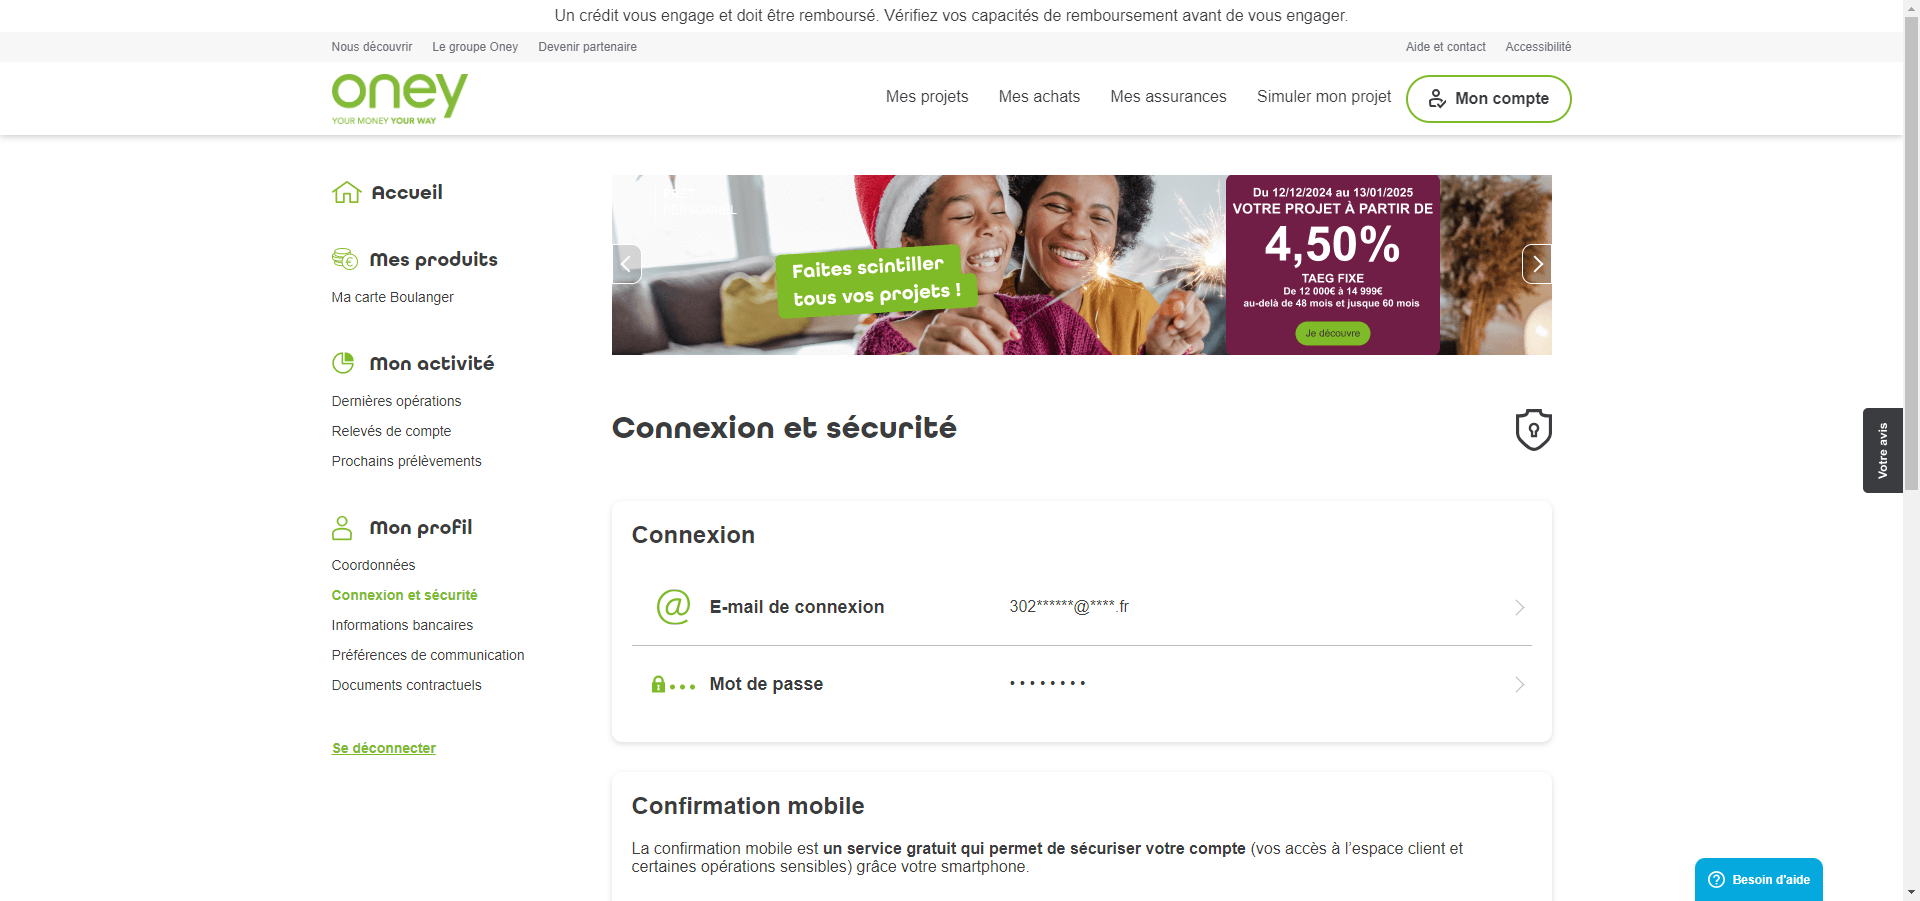 Un crédit vous engage et doit être remboursé. Vérifiez vos capacités de remboursement avant de vous engager.
Nous découvrir Le groupe Oney Devenir partenaire Aide et contact Accessibilité
oney
YOUR MONEY YOUR WAY
Mes projets Mes achats Mes assurances Simuler mon projet Mon compte
Accueil
Mes produits
Ma carte Boulanger
Mon activité
Dernières opérations
Relevés de compte
Prochains prélèvements
Mon profil
Coordonnées
Connexion et sécurité
Informations bancaires
Préférences de communication
Documents contractuels
Se déconnecter
PRÊT
PERSONNEL
Faites scintiller
tous vos projets !
Du 12/12/2024 au 13/01/2025
VOTRE PROJET À PARTIR DE
4,50%
TAEG FIXE
De 12 000€ à 14 999€
au-delà de 48 mois et jusque 60 mois
Je découvre
Connexion et sécurité
Connexion
E-mail de connexion 302******@****.fr
Mot de passe ••••••••
Confirmation mobile
La confirmation mobile est un service gratuit qui permet de sécuriser votre compte (vos accès à l'espace client et
certaines opérations sensibles) grâce votre smartphone.
Votre avis
Besoin d'aide